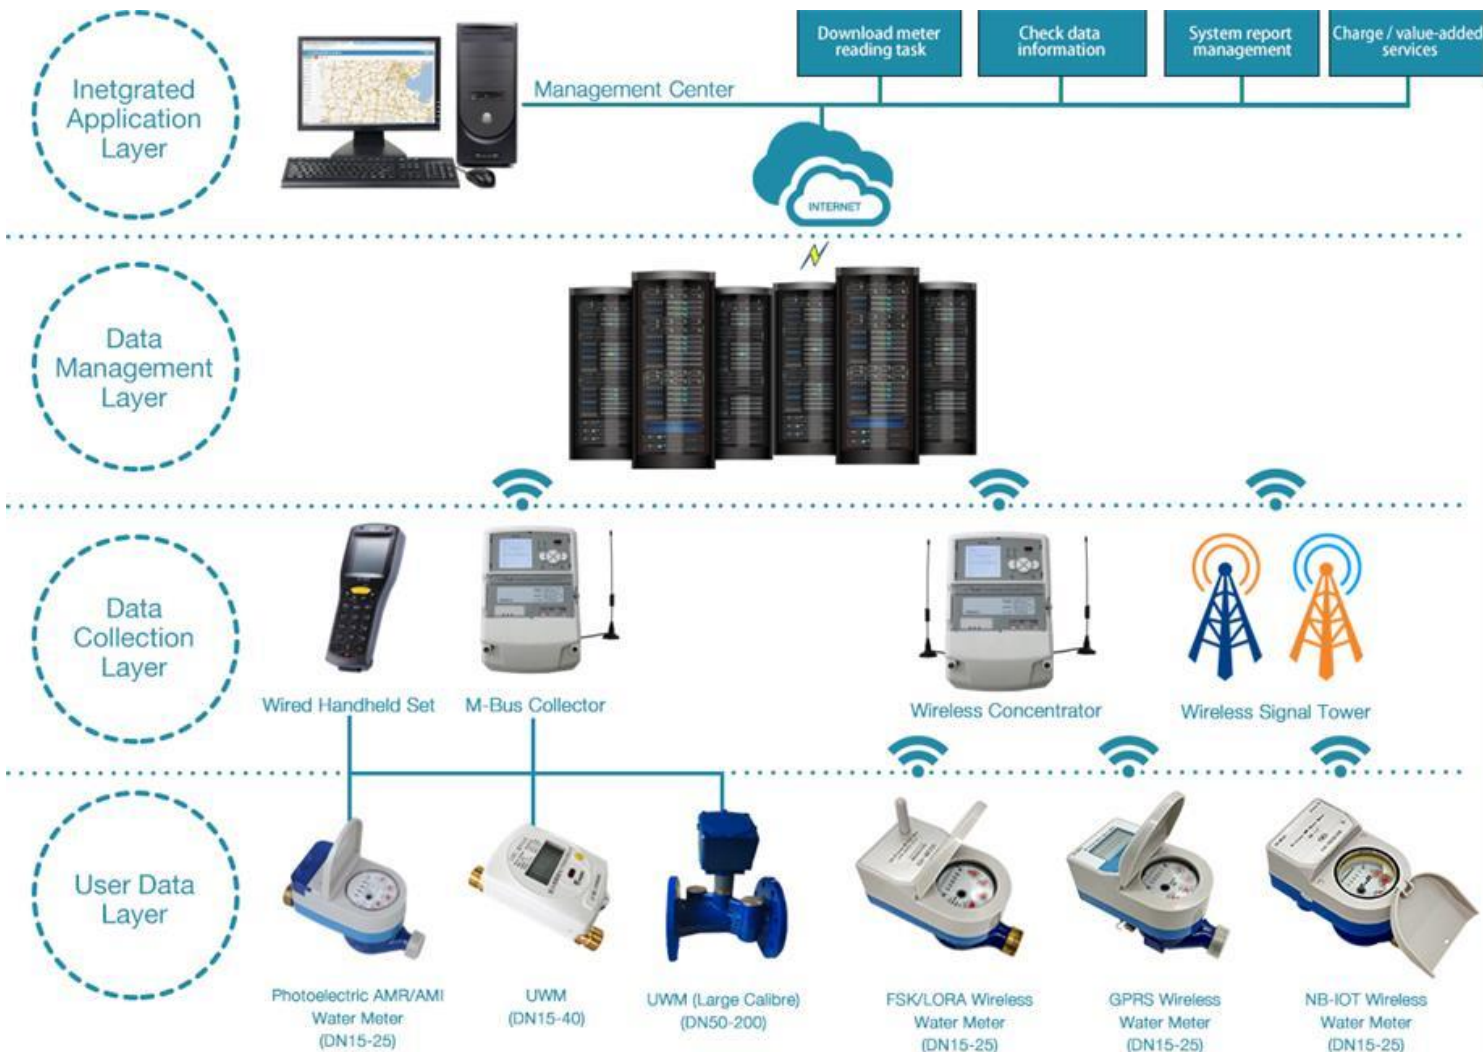 Download meter
reading task
Check data
information
System report
management
Charge / value-added
services
Inetgrated
Application
Layer
Management Center
INTERNET
Data
Management
Layer
Data
Collection
Layer
Wired Handheld Set
M-Bus Collector
Wireless Concentrator
Wireless Signal Tower
User Data
Layer
Photoelectric AMR/AMI
Water Meter
(DN15-25)
UWM
(DN15-40)
UWM (Large Calibre)
(DN50-200)
FSK/LORA Wireless
Water Meter
(DN15-25)
GPRS Wireless
Water Meter
(DN15-25)
NB-IOT Wireless
Water Meter
(DN15-25)